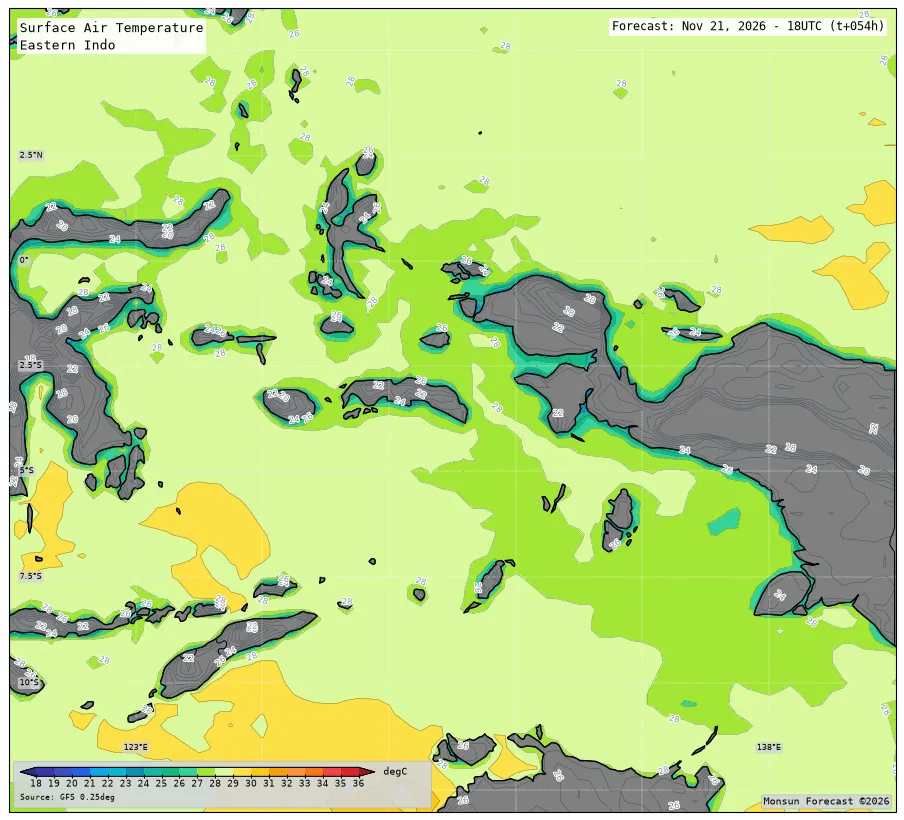 Surface Air Temperature
Eastern Indo
Forecast: Nov 21, 2026 - 18UTC (t+054h)
2.5°N
0°
2.5°S
5°S
7.5°S
10°S
123°E
138°E
degC
18 19 20 21 22 23 24 25 26 27 28 29 30 31 32 33 34 35 36
Source: GFS 0.25deg
Monsun Forecast ©2026